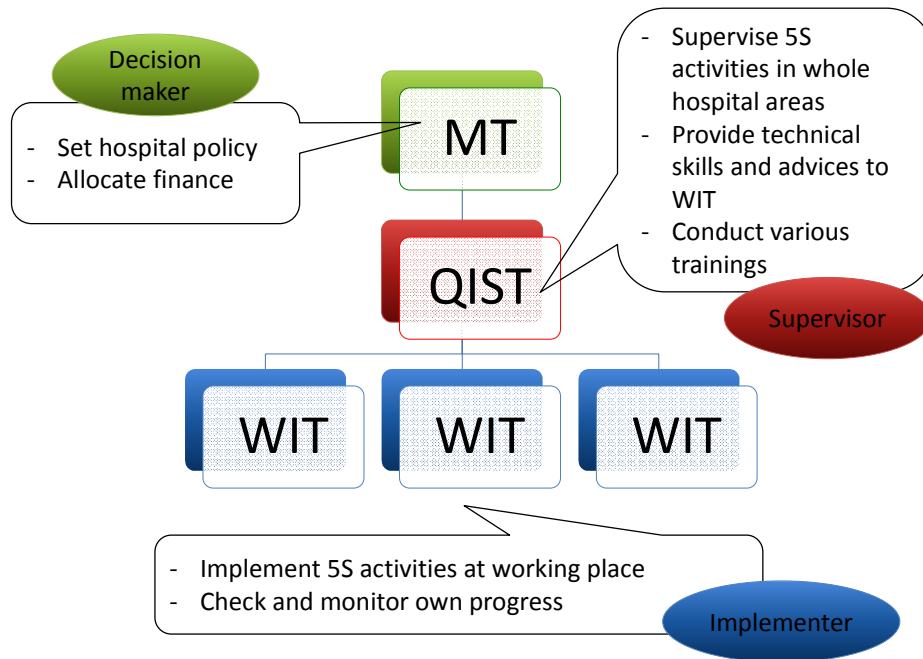 Decision
maker
- Set hospital policy
- Allocate finance
MT
- Supervise 5S
activities in whole
hospital areas
- Provide technical
skills and advices to
WIT
- Conduct various
trainings
Supervisor
QIST
WIT WIT WIT
- Implement 5S activities at working place
- Check and monitor own progress
Implementer